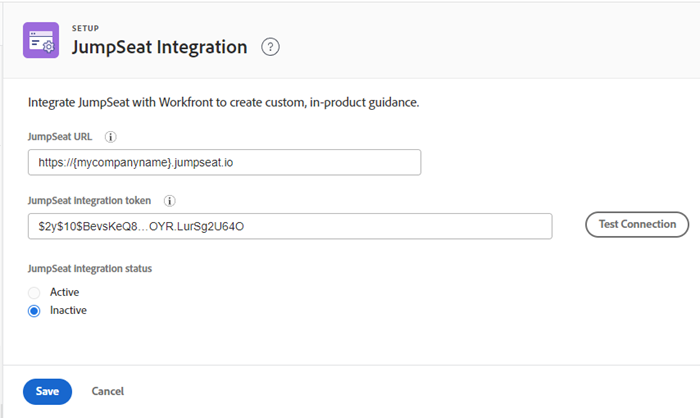 SETUP
JumpSeat Integration ?
Integrate JumpSeat with Workfront to create custom, in-product guidance.
JumpSeat URL i
https://{mycompanyname}.jumpseat.io
JumpSeat Integration token i
$2y$10$BevsKeQ8...OYR.LurSg2U64O
Test Connection
JumpSeat Integration status
Active
Inactive
Save Cancel